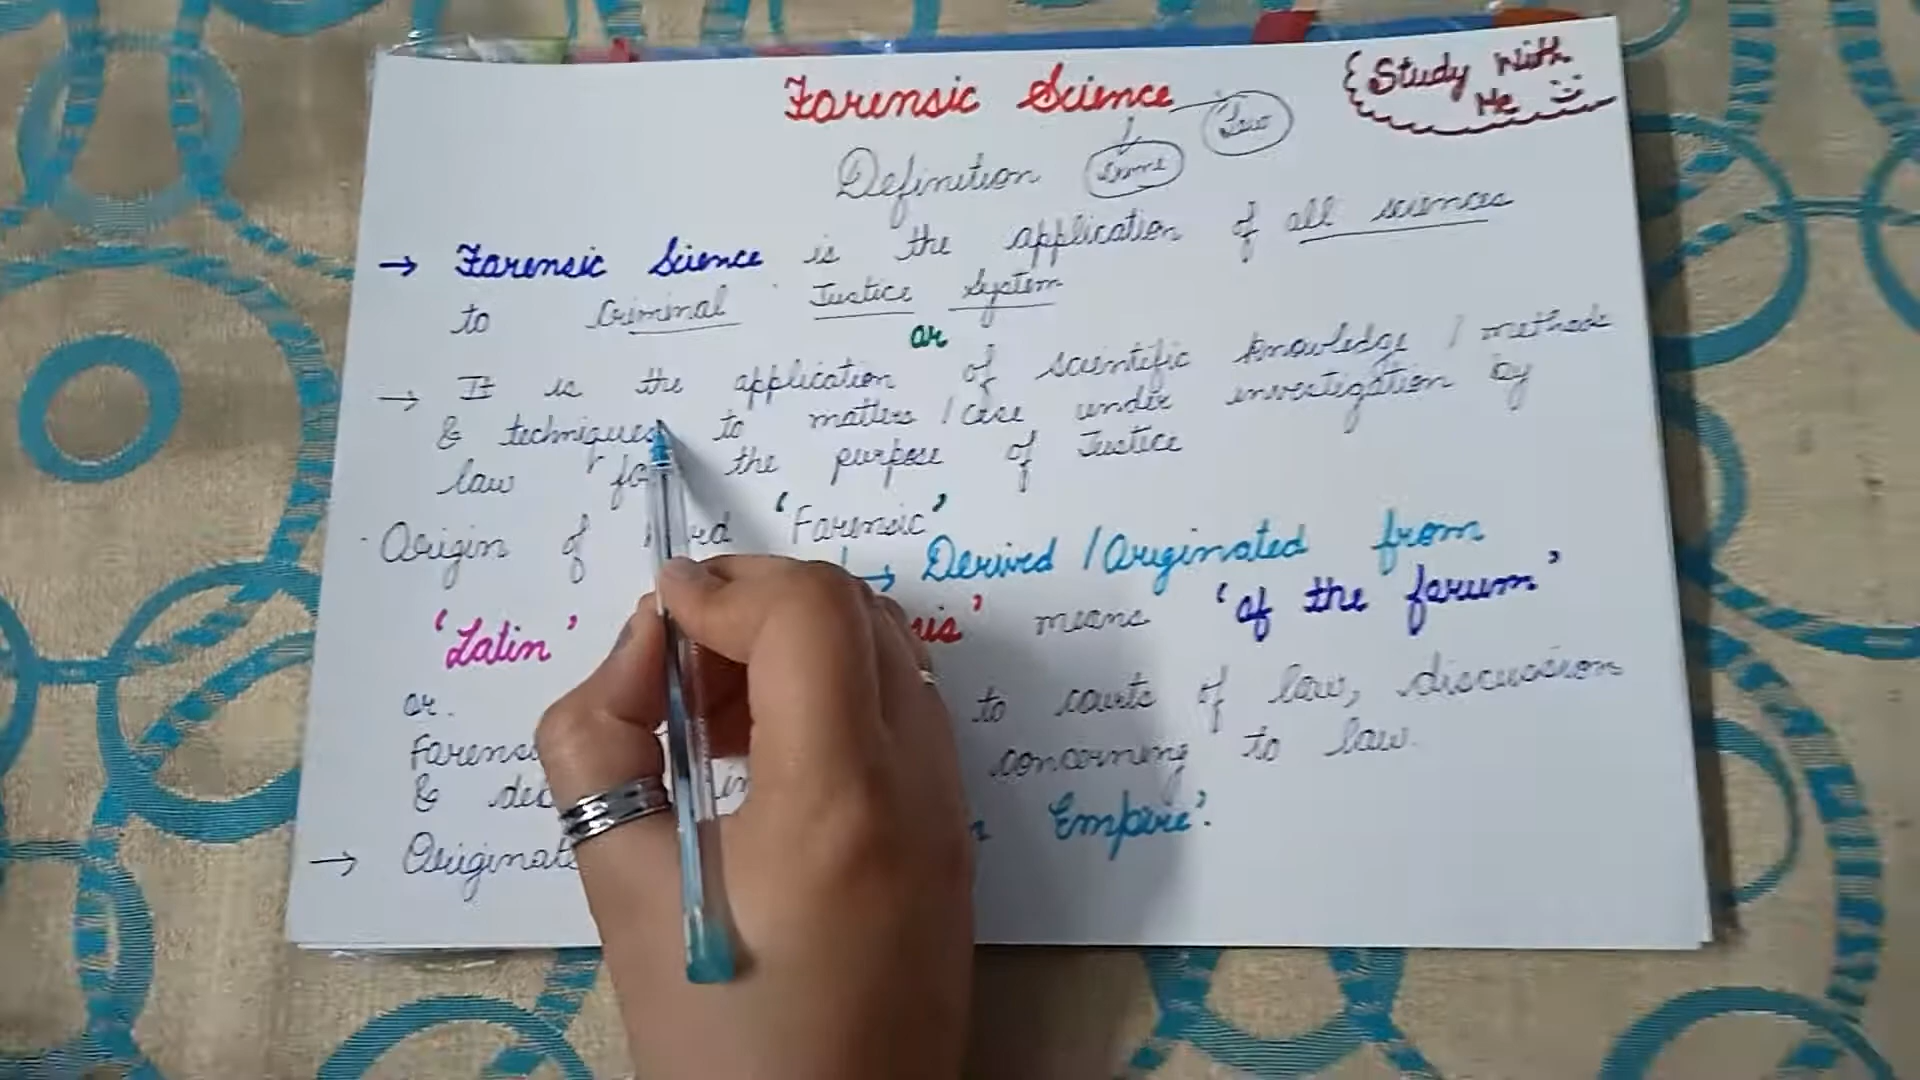 Forensic Science
Study With
Me
Law
Definition
Crime
→ Forensic Science is the application of all sciences
to Criminal Justice System
or
→ It is the application of scientific knowledge / methods
& techniques to matters / case under investigation by
law for the purpose of Justice
Origin of 'Forensic'
→ Derived / Originated from
'Latin' means 'of the forum'
or. to courts of law, discussion
concerning to law.
&
→ Empire'.